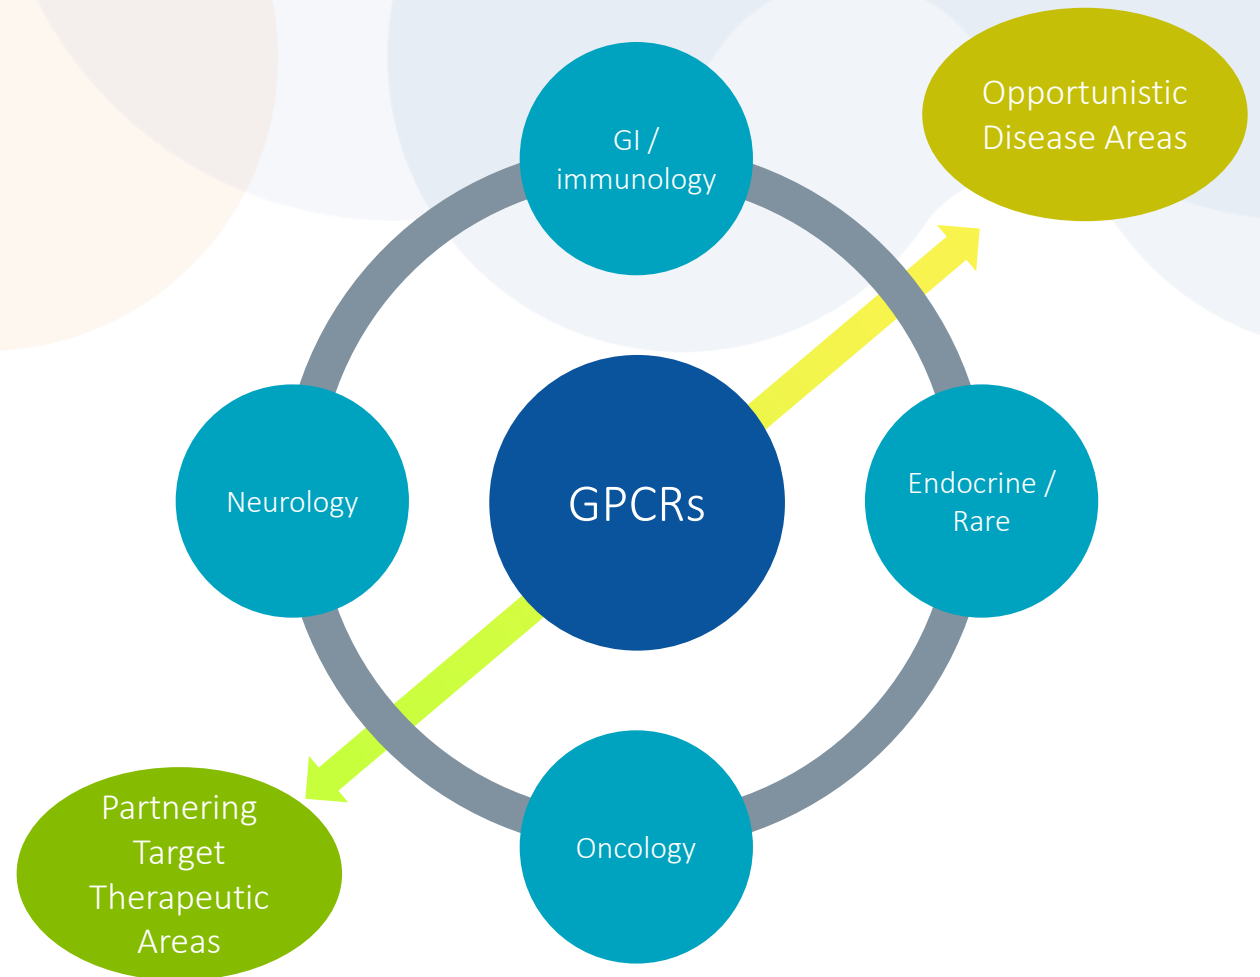 Opportunistic
Disease Areas
GI /
immunology
Neurology
GPCRs
Endocrine /
Rare
Oncology
Partnering
Target
Therapeutic
Areas